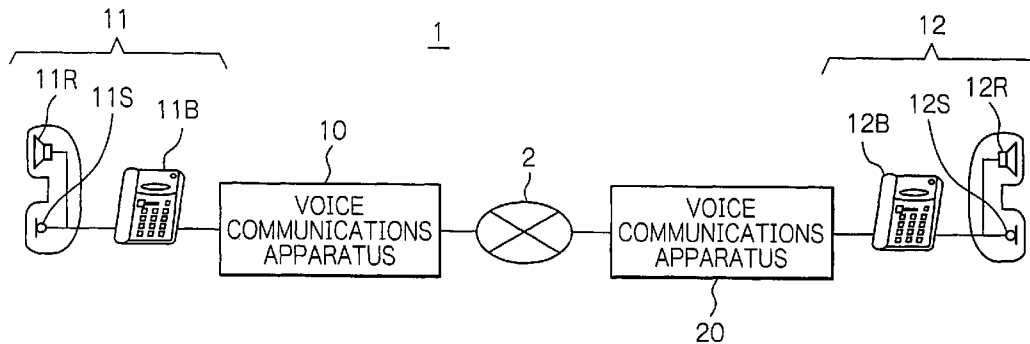 11
1
12
11R
11S
11B
10
2
12B
12S
12R
VOICE
COMMUNICATIONS
APPARATUS
VOICE
COMMUNICATIONS
APPARATUS
20